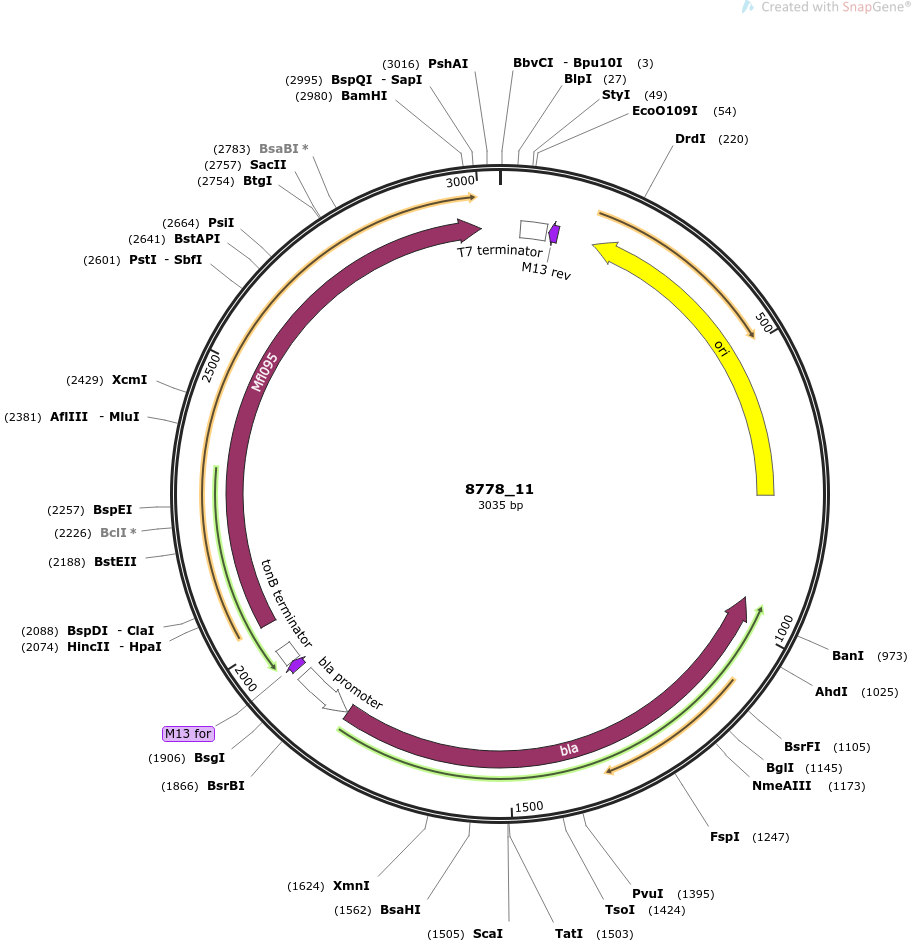 Created with SnapGene®
(3016) PshAI
(2995) BspQI - SapI
(2980) BamHI
BbvCI - Bpu10I (3)
BlpI (27)
StyI (49)
EcoO109I (54)
DrdI (220)
(2783) BsaBI *
(2757) SacII
(2754) BtgI
(2664) PsiI
(2641) BstAPI
(2601) PstI - SbfI
(2429) XcmI
(2381) AflIII - MluI
(2257) BspEI
(2226) BclI *
(2188) BstEII
(2088) BspDI - ClaI
(2074) HincII - HpaI
M13 for
(1906) BsgI
(1866) BsrBI
(1624) XmnI
(1562) BsaHI
(1505) ScaI
TatI (1503)
TsoI (1424)
PvuI (1395)
FspI (1247)
NmeAIII (1173)
BglI (1145)
BsrFI (1105)
AhdI (1025)
BanI (973)
3000
500
1000
1500
2000
2500
T7 terminator
M13 rev
ori
Mfl095
tonB terminator
bla promoter
bla
8778_11
3035 bp